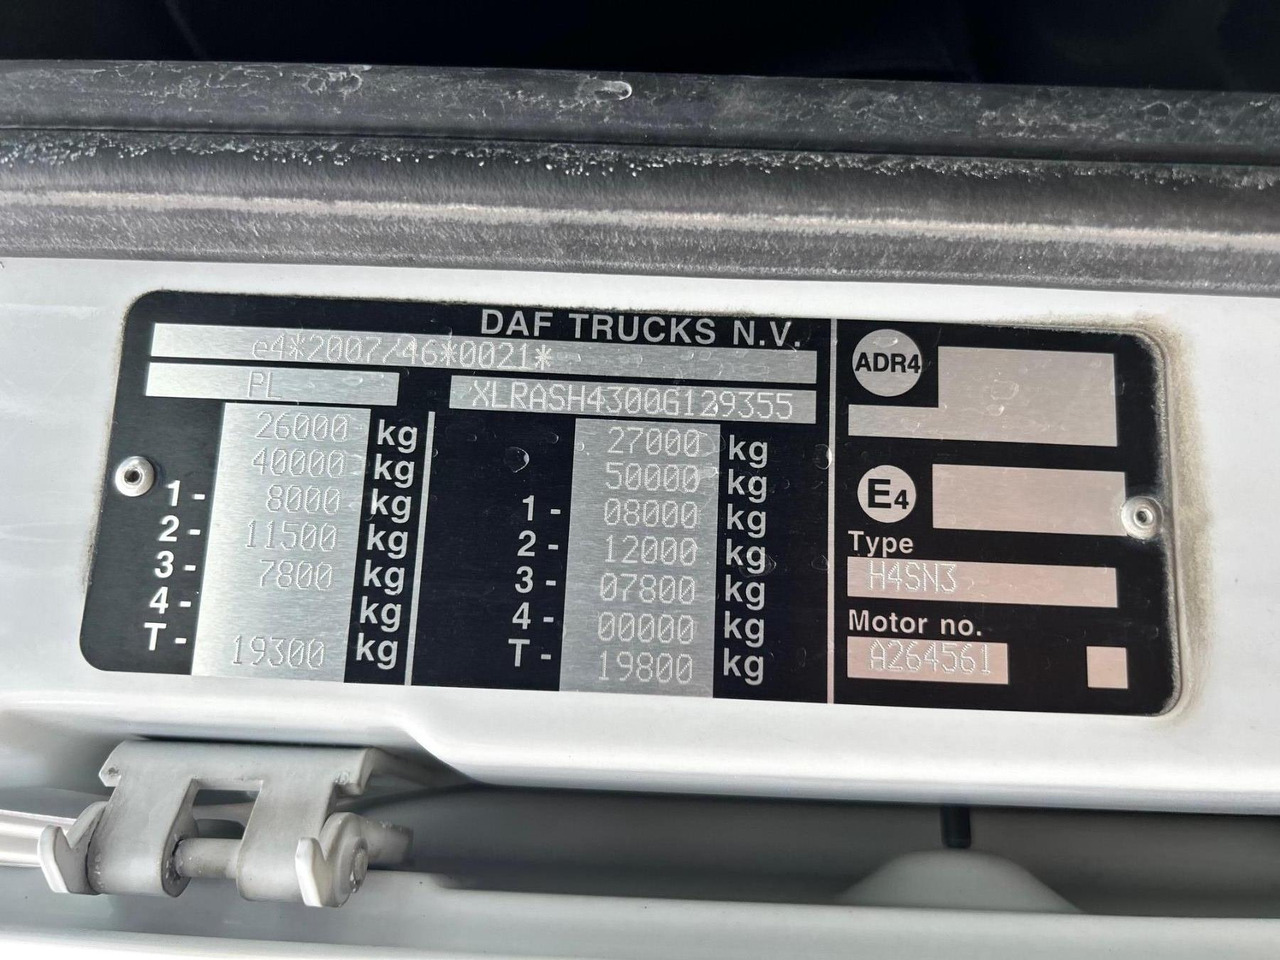 DAF TRUCKS N.V.
e4*2007/46*0021*
PL
XLRASH4300G129355
26000 kg
40000 kg
1- 8000 kg
2- 11500 kg
3- 7800 kg
4- kg
T- 19300 kg
27000 kg
50000 kg
1- 08000 kg
2- 12000 kg
3- 07800 kg
4- 00000 kg
T- 19800 kg
ADR4
E4
Type
H4SN3
Motor no.
A264561